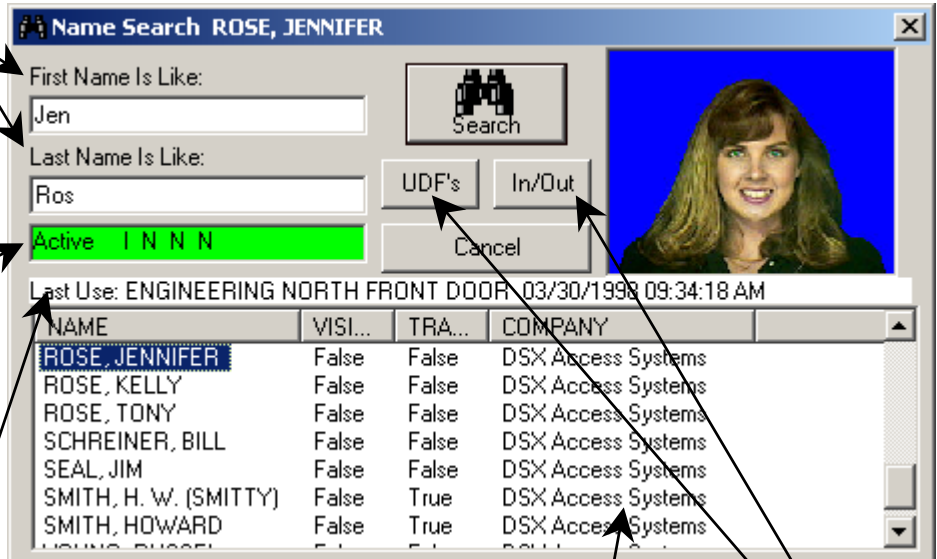 Name Search ROSE, JENNIFER
First Name Is Like:
Jen
Search
Last Name Is Like:
Ros
UDF's
In/Out
Active I N N N
Cancel
Last Use: ENGINEERING NORTH FRONT DOOR 03/30/1998 09:34:18 AM
NAME VISI... TRA... COMPANY
ROSE, JENNIFER False False DSX Access Systems
ROSE, KELLY False False DSX Access Systems
ROSE, TONY False False DSX Access Systems
SCHREINER, BILL False False DSX Access Systems
SEAL, JIM False False DSX Access Systems
SMITH, H. W. (SMITTY) False True DSX Access Systems
SMITH, HOWARD False True DSX Access Systems